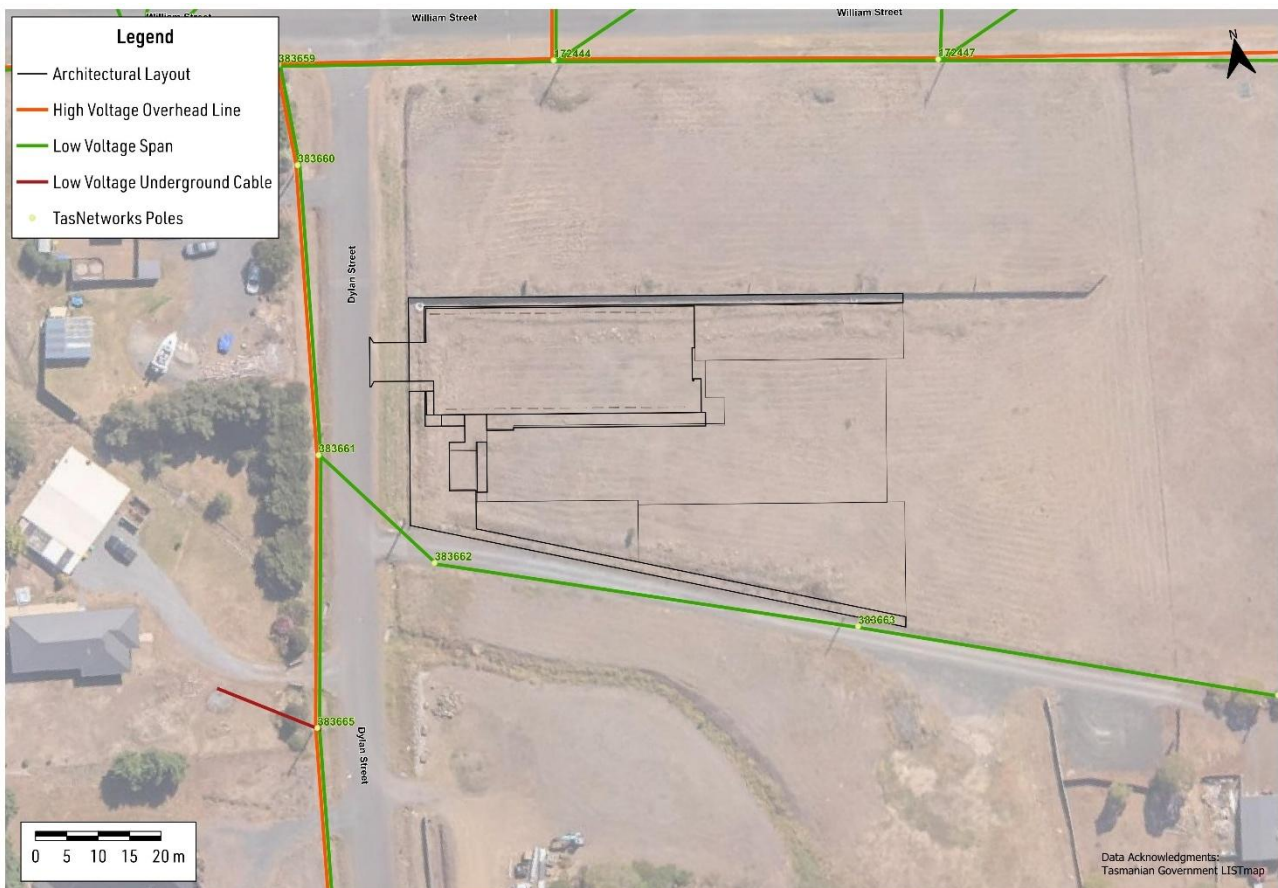 William Street
William Street
William Street
Legend
Architectural Layout
High Voltage Overhead Line
Low Voltage Span
Low Voltage Underground Cable
TasNetworks Poles
383659
172444
172447
N
383660
Dylan Street
383661
383662
383663
383665
Dylan Street
0 5 10 15 20 m
Data Acknowledgments:
Tasmanian Government LISTmap